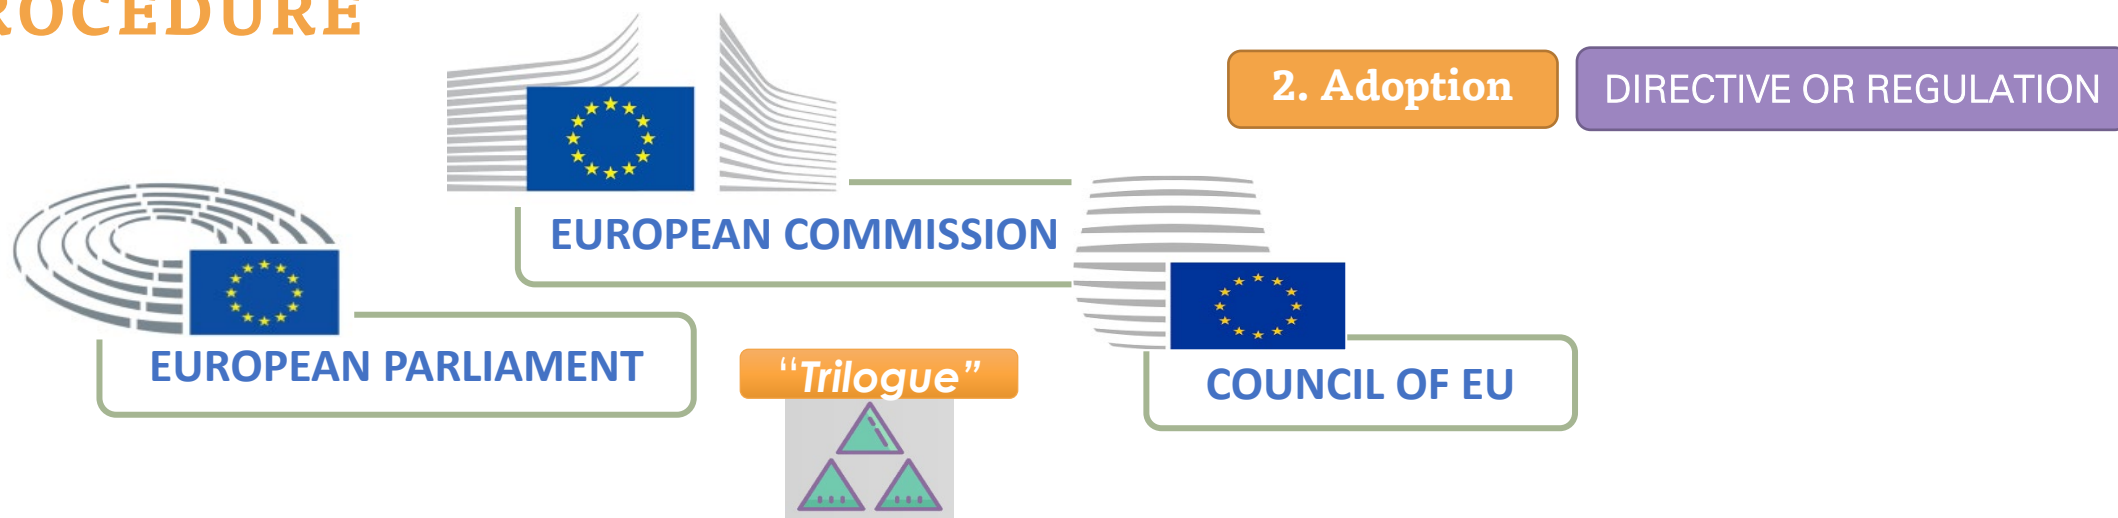 ROCEDURE
2. Adoption
DIRECTIVE OR REGULATION
EUROPEAN COMMISSION
EUROPEAN PARLIAMENT
“Trilogue”
COUNCIL OF EU